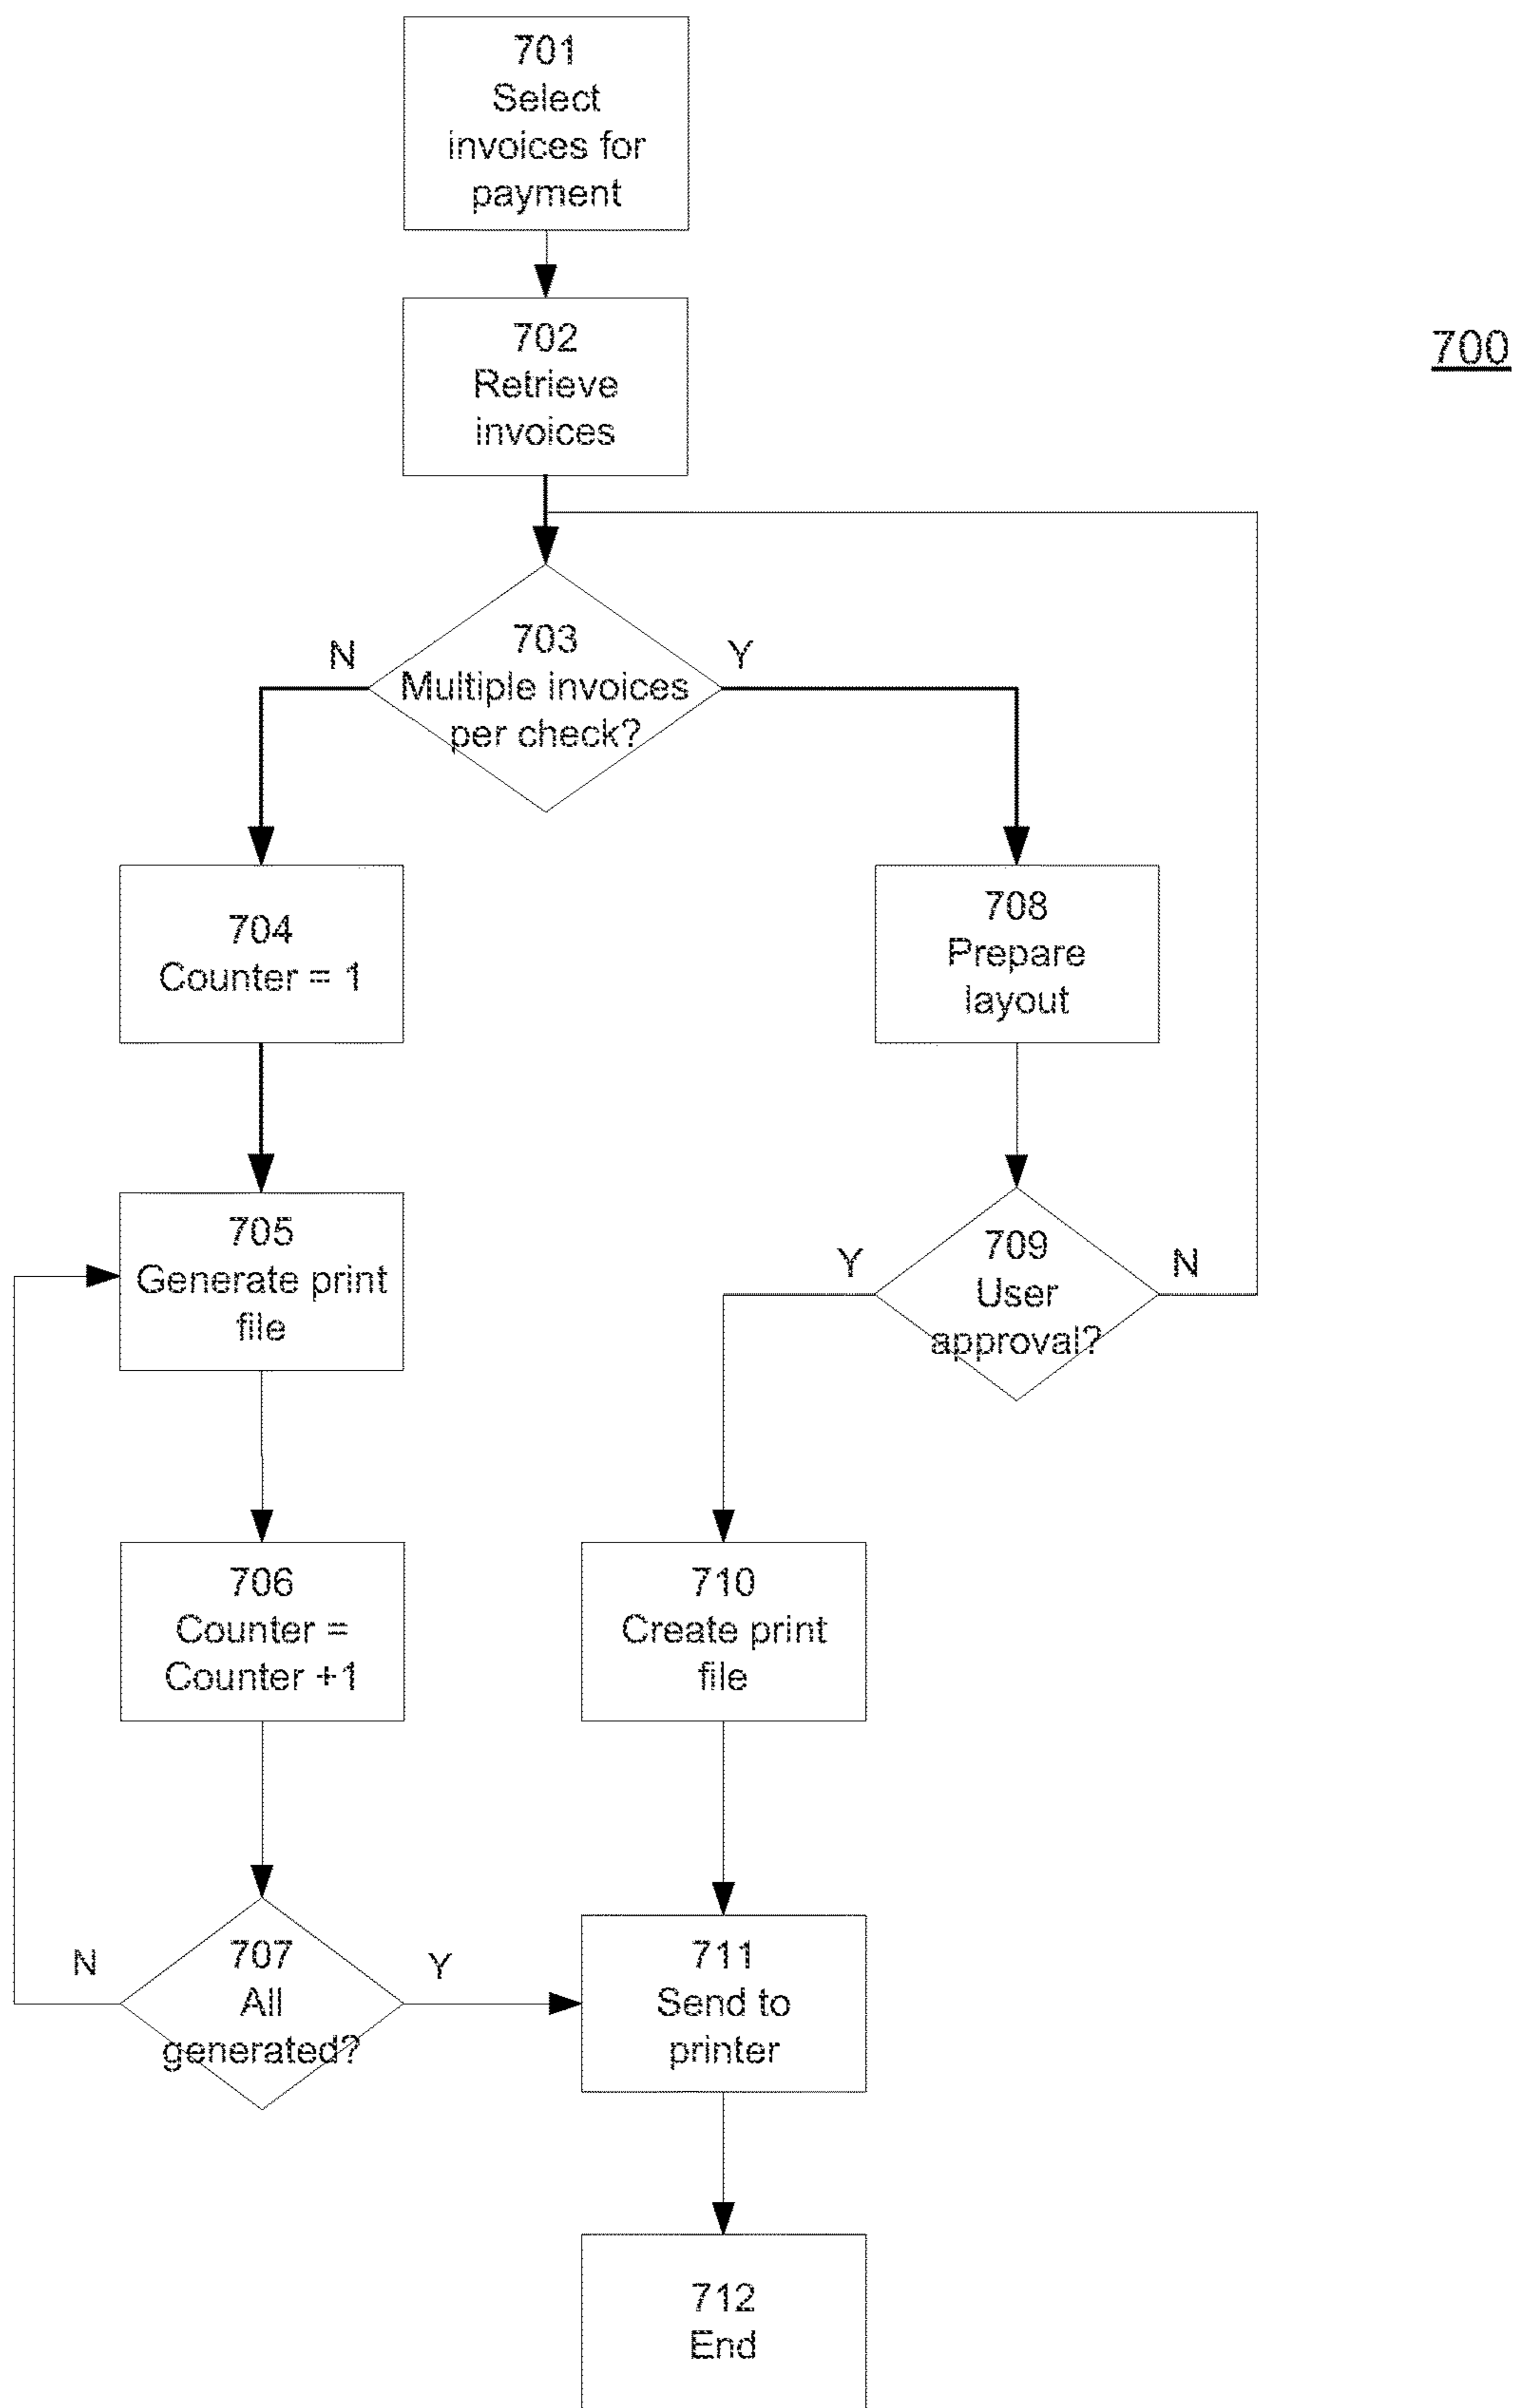 701
Select
invoices for
payment
702
Retrieve
invoices
700
703
Multiple invoices
per check?
N
Y
704
Counter = 1
708
Prepare
layout
705
Generate print
file
709
User
approval?
Y
N
706
Counter =
Counter +1
710
Create print
file
707
All
generated?
N
Y
711
Send to
printer
712
End